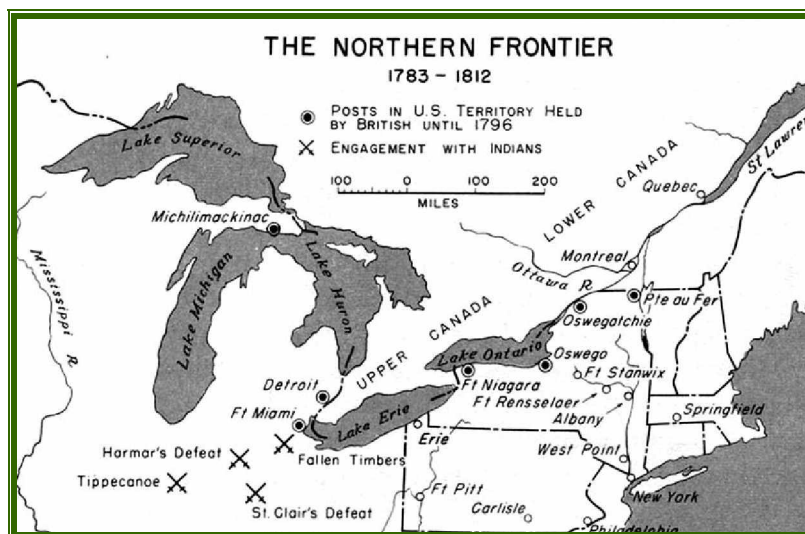 THE NORTHERN FRONTIER
1783 - 1812
POSTS IN U.S. TERRITORY HELD
BY BRITISH UNTIL 1796
ENGAGEMENT WITH INDIANS
100 0 100 200
MILES
Lake Superior
St Lawren
LOWER CANADA
Quebec
Michilimackinac
Mississippi R
Lake Michigan
Lake Huron
Montreal
Ottawa R
UPPER CANADA
Pte au Fer
Oswegatchie
Lake Ontario
Oswego
Ft Stanwix
Detroit
Ft Niagara
Ft Rensselaer
Ft Miami
Lake Erie
Albany
Springfield
Erie
Harmar's Defeat
Fallen Timbers
West Point
Tippecanoe
Ft Pitt
New York
St. Clair's Defeat
Carlisle
Philadelphia